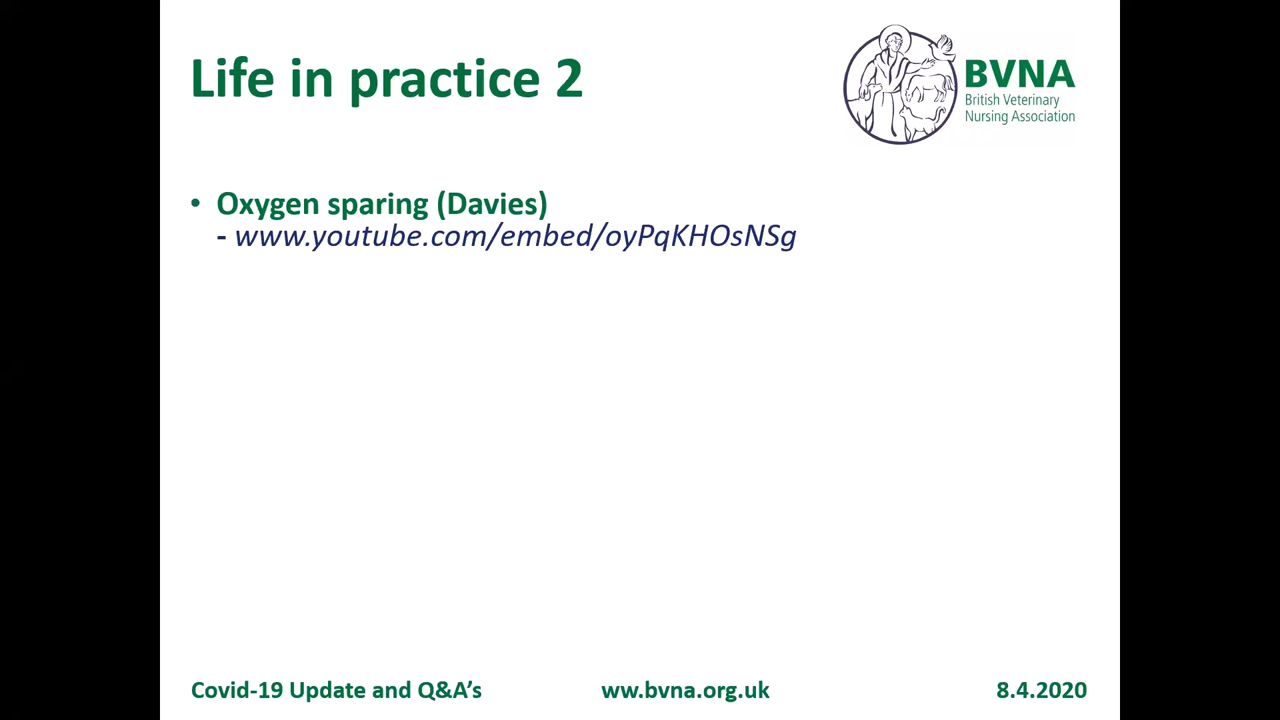 Life in practice 2
BVNA
British Veterinary
Nursing Association
• Oxygen sparing (Davies)
- www.youtube.com/embed/oyPqKHOsNSg
Covid-19 Update and Q&A’s
ww.bvna.org.uk
8.4.2020